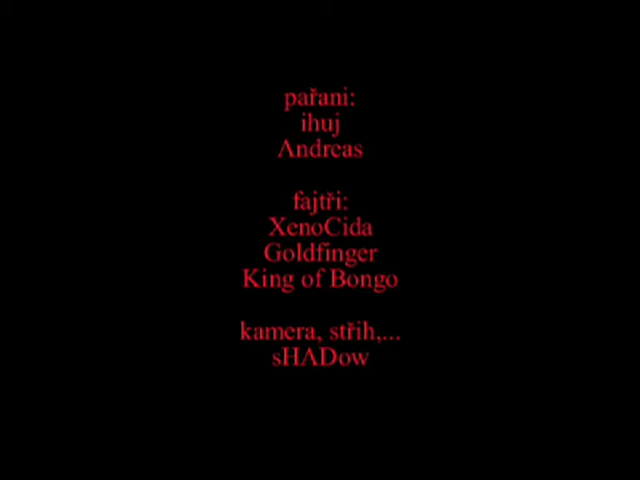 pařani:
ihuj
Andreas
fajtři:
XenoCida
Goldfinger
King of Bongo
kamera, střih,...
sHADow